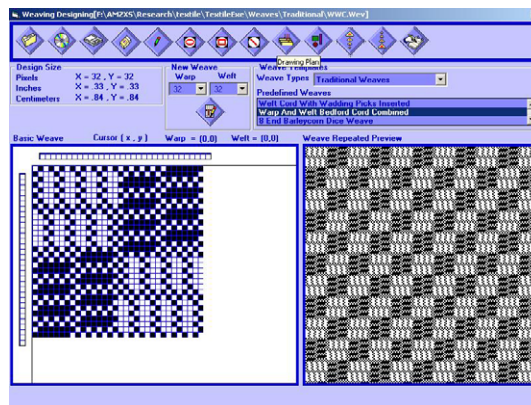 Weaving Designing[F:\AMZXS\Research\textile\TextileExe\Weaves\Traditional\WWC.Wev]
Drawing Plan
Design Size
Pixels X = 32 , Y = 32
Inches X = .33 , Y = .33
Centimeters X = .84 , Y = .84
New Weave
Warp Weft
32 32
Weave Templates
Weave Types Traditional Weaves
Predefined Weaves
Weft Cord With Wadding Picks Inserted
Warp And Weft Bedford Cord Combined
8 End Barleycorn Dice Weave
Basic Weave Cursor ( x , y ) Warp = (0,0) Weft = (0,0) Weave Repeated Preview